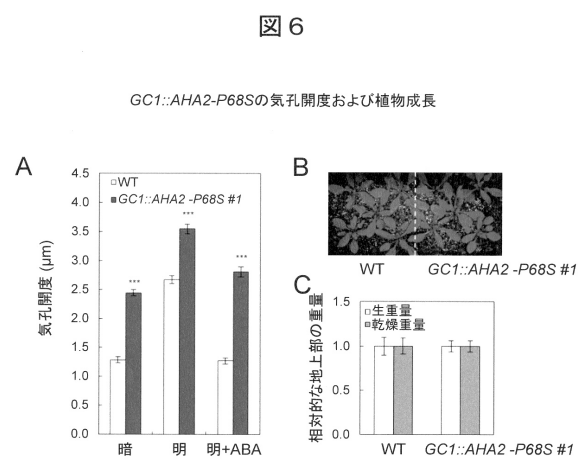 図６
GC1::AHA2-P68Sの気孔開度および植物成長
A
気孔開度 (μm)
4.5
4.0
3.5
3.0
2.5
2.0
1.5
1.0
0.5
0.0
WT
GC1::AHA2 -P68S #1
***
***
***
暗
明
明+ABA
B
WT
GC1::AHA2 -P68S #1
C
相対的な地上部の重量
1.5
1.0
0.5
0.0
生重量
乾燥重量
WT
GC1::AHA2 -P68S #1